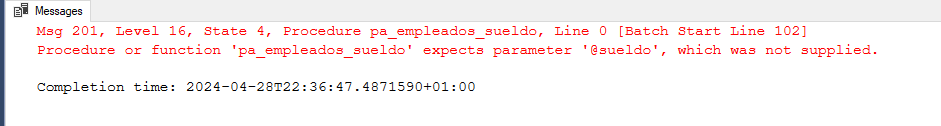 Messages
Msg 201, Level 16, State 4, Procedure pa_empleados_sueldo, Line 0 [Batch Start Line 102]
Procedure or function 'pa_empleados_sueldo' expects parameter '@sueldo', which was not supplied.
Completion time: 2024-04-28T22:36:47.4871590+01:00